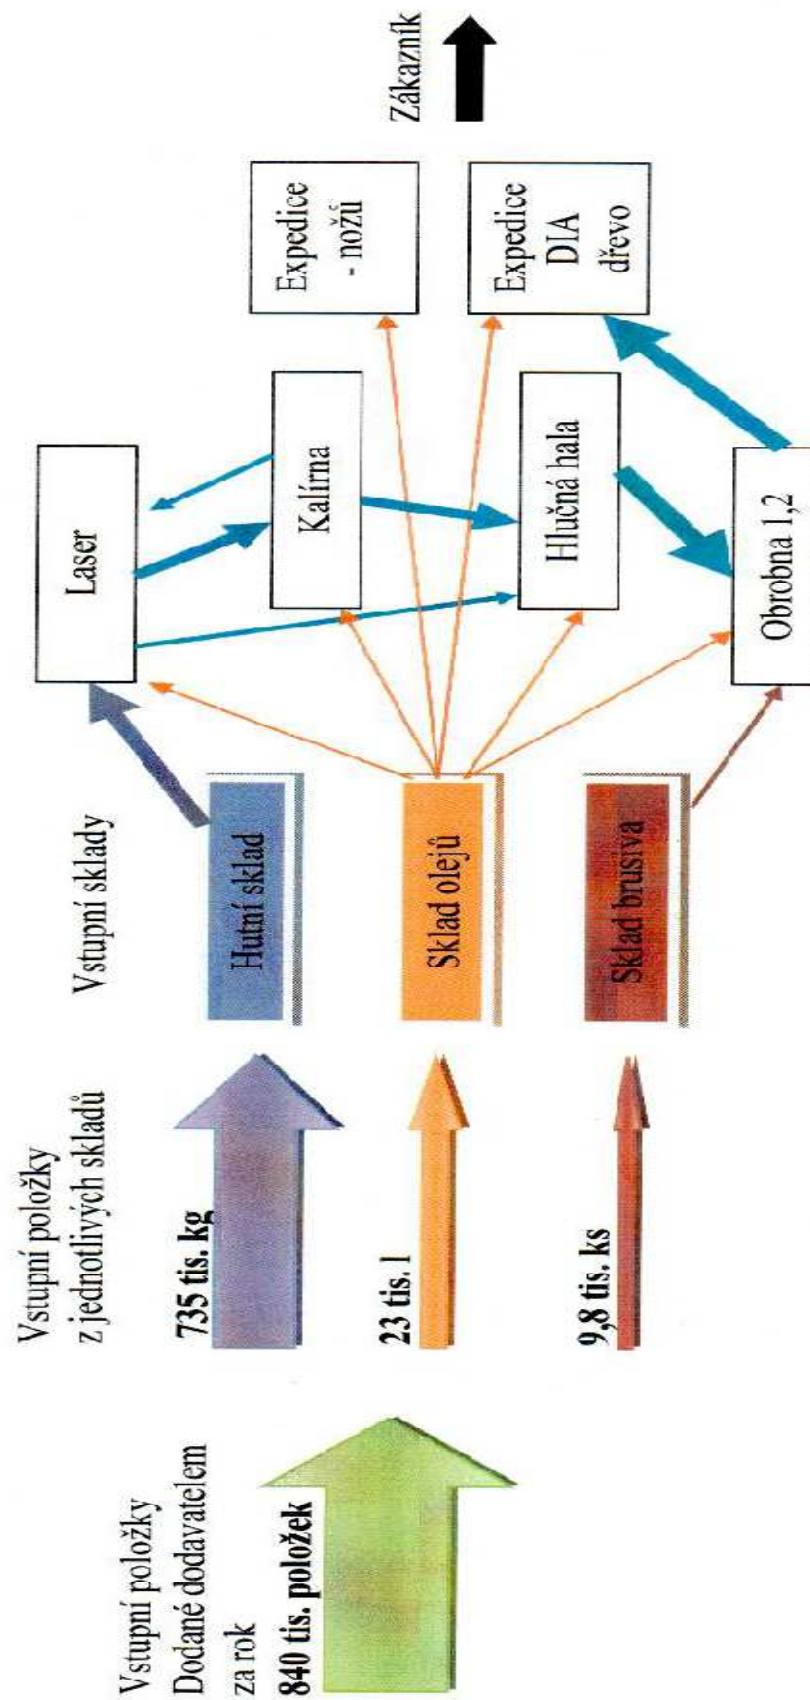 Vstupní položky
Dodané dodavatelem
za rok
840 tis. položek
Vstupní položky
z jednotlivých skladů
735 tis. kg
23 tis. l
9,8 tis. ks
Vstupní sklady
Hutní sklad
Sklad olejů
Sklad brusiva
Laser
Kalírna
Hlučná hala
Obrobna 1,2
Expedice
- nožů
Expedice
DIA
dřevo
Zákazník